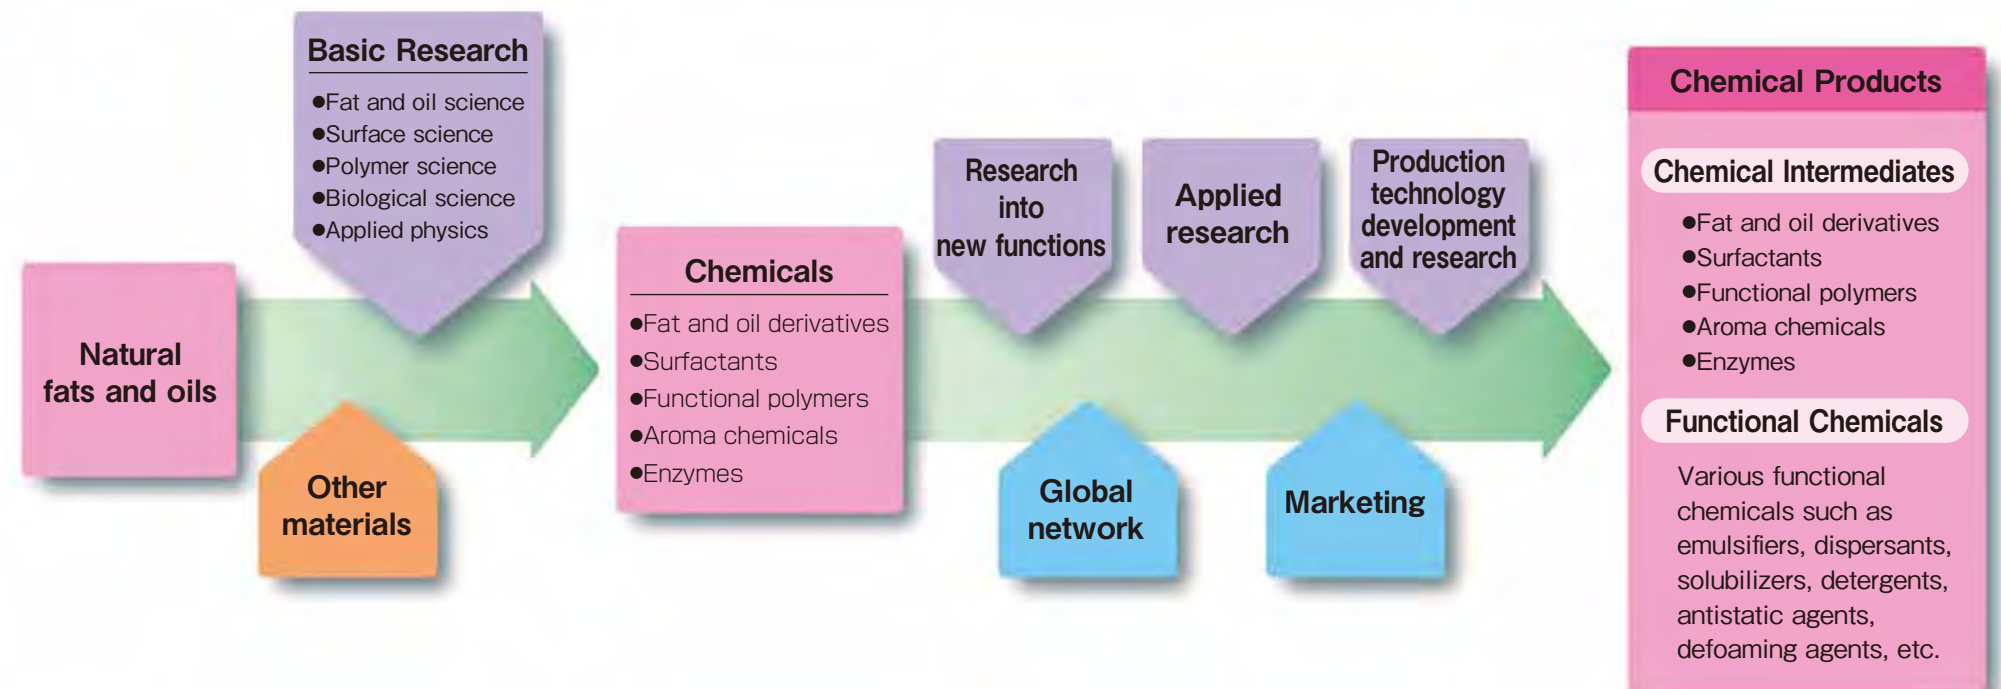 Natural
fats and oils
Basic Research
●Fat and oil science
●Surface science
●Polymer science
●Biological science
●Applied physics
Other
materials
Chemicals
●Fat and oil derivatives
●Surfactants
●Functional polymers
●Aroma chemicals
●Enzymes
Research
into
new functions
Applied
research
Production
technology
development
and research
Global
network
Marketing
Chemical Products
Chemical Intermediates
●Fat and oil derivatives
●Surfactants
●Functional polymers
●Aroma chemicals
●Enzymes
Functional Chemicals
Various functional
chemicals such as
emulsifiers, dispersants,
solubilizers, detergents,
antistatic agents,
defoaming agents, etc.